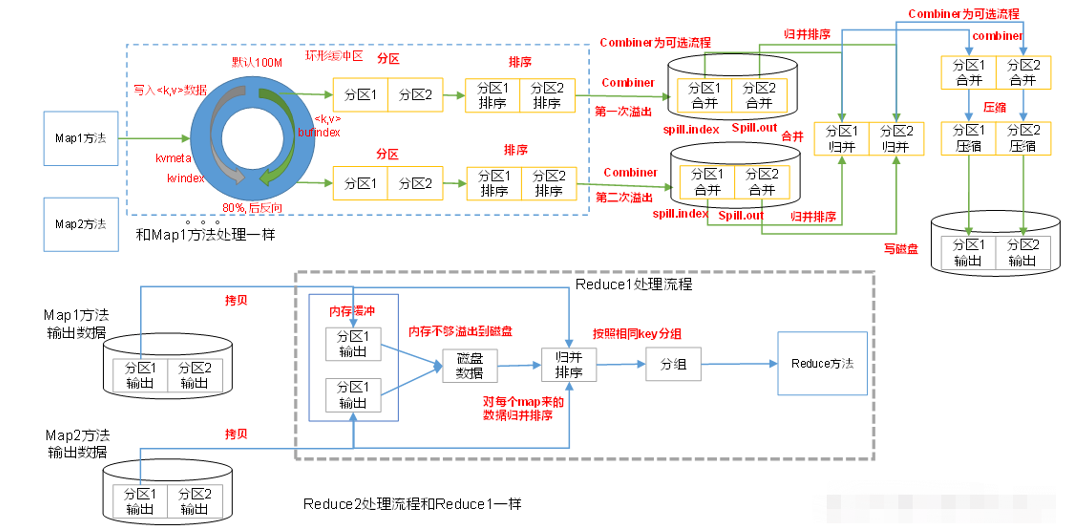 Combiner为可选流程
默认100M
环形缓冲区
分区
排序
Combiner为可选流程
归并排序
combiner
写入<k,v>数据
分区1
分区2
分区1
排序
分区2
排序
Combiner
第一次溢出
分区1
合并
分区2
合并
分区1
合并
分区2
合并
<k,v>
bufindex
spill.index
Spill.out
压缩
Map1方法
合并
分区1
归并
分区2
归并
分区1
压缩
分区2
压缩
kvmeta
kvindex
分区
排序
分区1
分区2
分区1
排序
分区2
排序
Combiner
第二次溢出
分区1
合并
分区2
合并
80%,后反向
spill.index
Spill.out
归并排序
Map2方法
。。。
和Map1方法处理一样
写磁盘
分区1
输出
分区2
输出
Reduce1处理流程
拷贝
内存缓冲
Map1方法
输出数据
分区1
输出
内存不够溢出到磁盘
按照相同key分组
分区1
输出
分区2
输出
磁盘
数据
归并
排序
分组
Reduce方法
分区1
输出
对每个map来的
数据归并排序
Map2方法
输出数据
拷贝
分区1
输出
分区2
输出
Reduce2处理流程和Reduce1一样